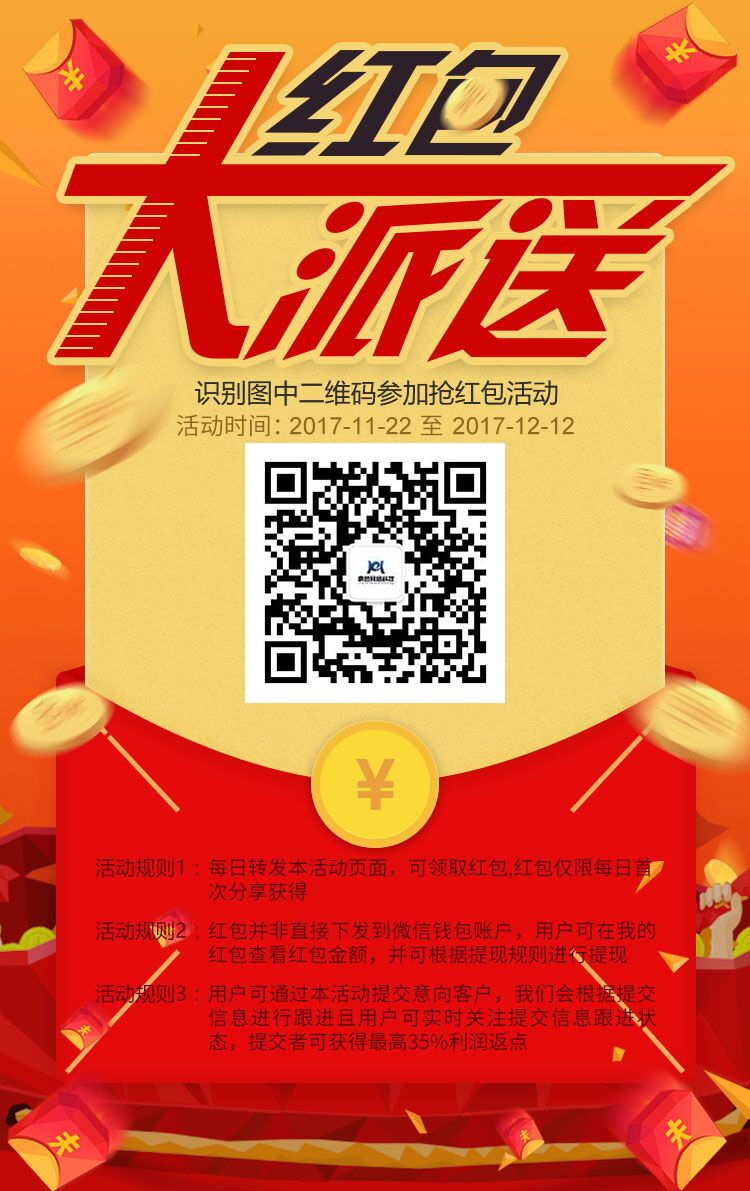 红包
大派送
识别图中二维码参加抢红包活动
活动时间：2017-11-22 至 2017-12-12
¥
活动规则1：每日转发本活动页面，可领取红包,红包仅限每日首
次分享获得
活动规则2：红包并非直接下发到微信钱包账户，用户可在我的
红包查看红包金额，并可根据提现规则进行提现
活动规则3：用户可通过本活动提交意向客户，我们会根据提交
信息进行跟进且用户可实时关注提交信息跟进状
态，提交者可获得最高35%利润返点